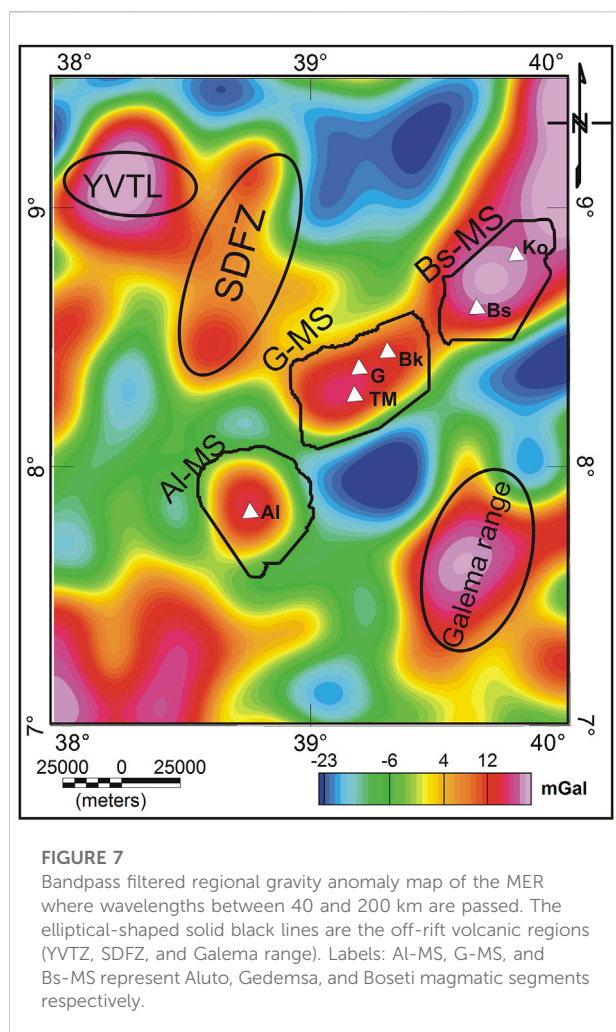 38° 39° 40°
N
YVTL
9° 9°
SDFZ
Bs-MS
Ko
Bs
G-MS
Bk
G
TM
8° 8°
Al-MS
Al
Galema range
7° 7°
38° 39° 40°
25000 0 25000
(meters)
-23 -6 4 12 mGal
FIGURE 7
Bandpass filtered regional gravity anomaly map of the MER
where wavelengths between 40 and 200 km are passed. The
elliptical-shaped solid black lines are the off-rift volcanic regions
(YVTZ, SDFZ, and Galema range). Labels: Al-MS, G-MS, and
Bs-MS represent Aluto, Gedemsa, and Boseti magmatic segments
respectively.